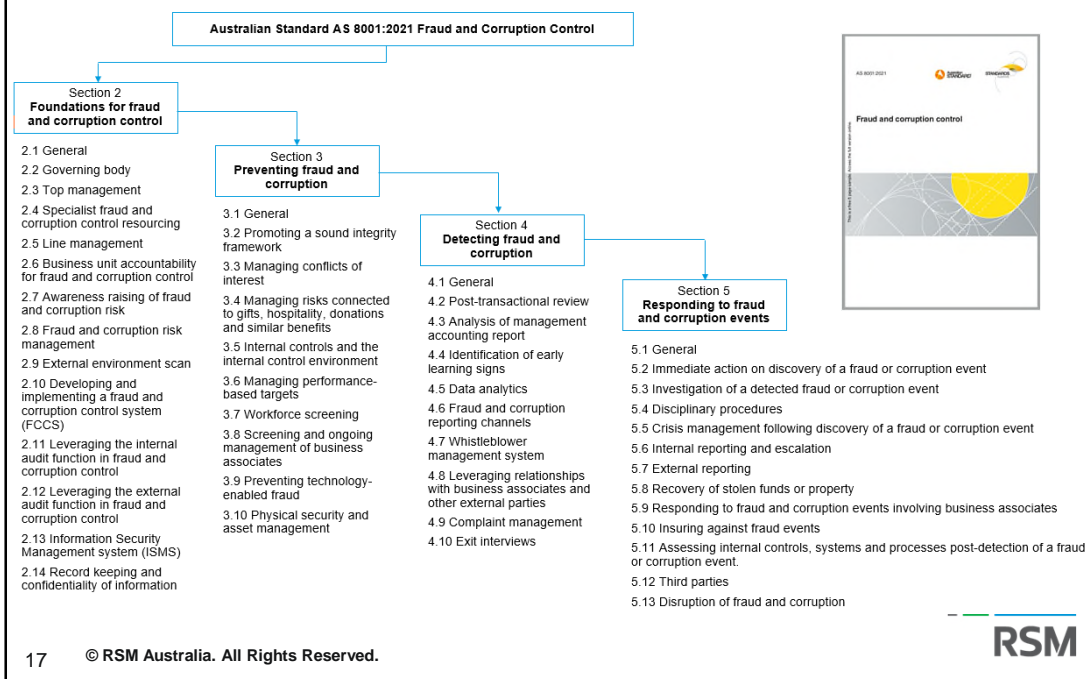 Australian Standard AS 8001:2021 Fraud and Corruption Control
Section 2
Foundations for fraud
and corruption control
2.1 General
2.2 Governing body
2.3 Top management
2.4 Specialist fraud and
corruption control resourcing
2.5 Line management
2.6 Business unit accountability
for fraud and corruption control
2.7 Awareness raising of fraud
and corruption risk
2.8 Fraud and corruption risk
management
2.9 External environment scan
2.10 Developing and
implementing a fraud and
corruption control system
(FCCS)
2.11 Leveraging the internal
audit function in fraud and
corruption control
2.12 Leveraging the external
audit function in fraud and
corruption control
2.13 Information Security
Management system (ISMS)
2.14 Record keeping and
confidentiality of information
Section 3
Preventing fraud and
corruption
3.1 General
3.2 Promoting a sound integrity
framework
3.3 Managing conflicts of
interest
3.4 Managing risks connected
to gifts, hospitality, donations
and similar benefits
3.5 Internal controls and the
internal control environment
3.6 Managing performance-
based targets
3.7 Workforce screening
3.8 Screening and ongoing
management of business
associates
3.9 Preventing technology-
enabled fraud
3.10 Physical security and
asset management
Section 4
Detecting fraud and
corruption
4.1 General
4.2 Post-transactional review
4.3 Analysis of management
accounting report
4.4 Identification of early
learning signs
4.5 Data analytics
4.6 Fraud and corruption
reporting channels
4.7 Whistleblower
management system
4.8 Leveraging relationships
with business associates and
other external parties
4.9 Complaint management
4.10 Exit interviews
Section 5
Responding to fraud
and corruption events
5.1 General
5.2 Immediate action on discovery of a fraud or corruption event
5.3 Investigation of a detected fraud or corruption event
5.4 Disciplinary procedures
5.5 Crisis management following discovery of a fraud or corruption event
5.6 Internal reporting and escalation
5.7 External reporting
5.8 Recovery of stolen funds or property
5.9 Responding to fraud and corruption events involving business associates
5.10 Insuring against fraud events
5.11 Assessing internal controls, systems and processes post-detection of a fraud
or corruption event.
5.12 Third parties
5.13 Disruption of fraud and corruption
AS 8001:2021
STANDARD
STANDARDS
Fraud and corruption control
17
© RSM Australia. All Rights Reserved.
RSM